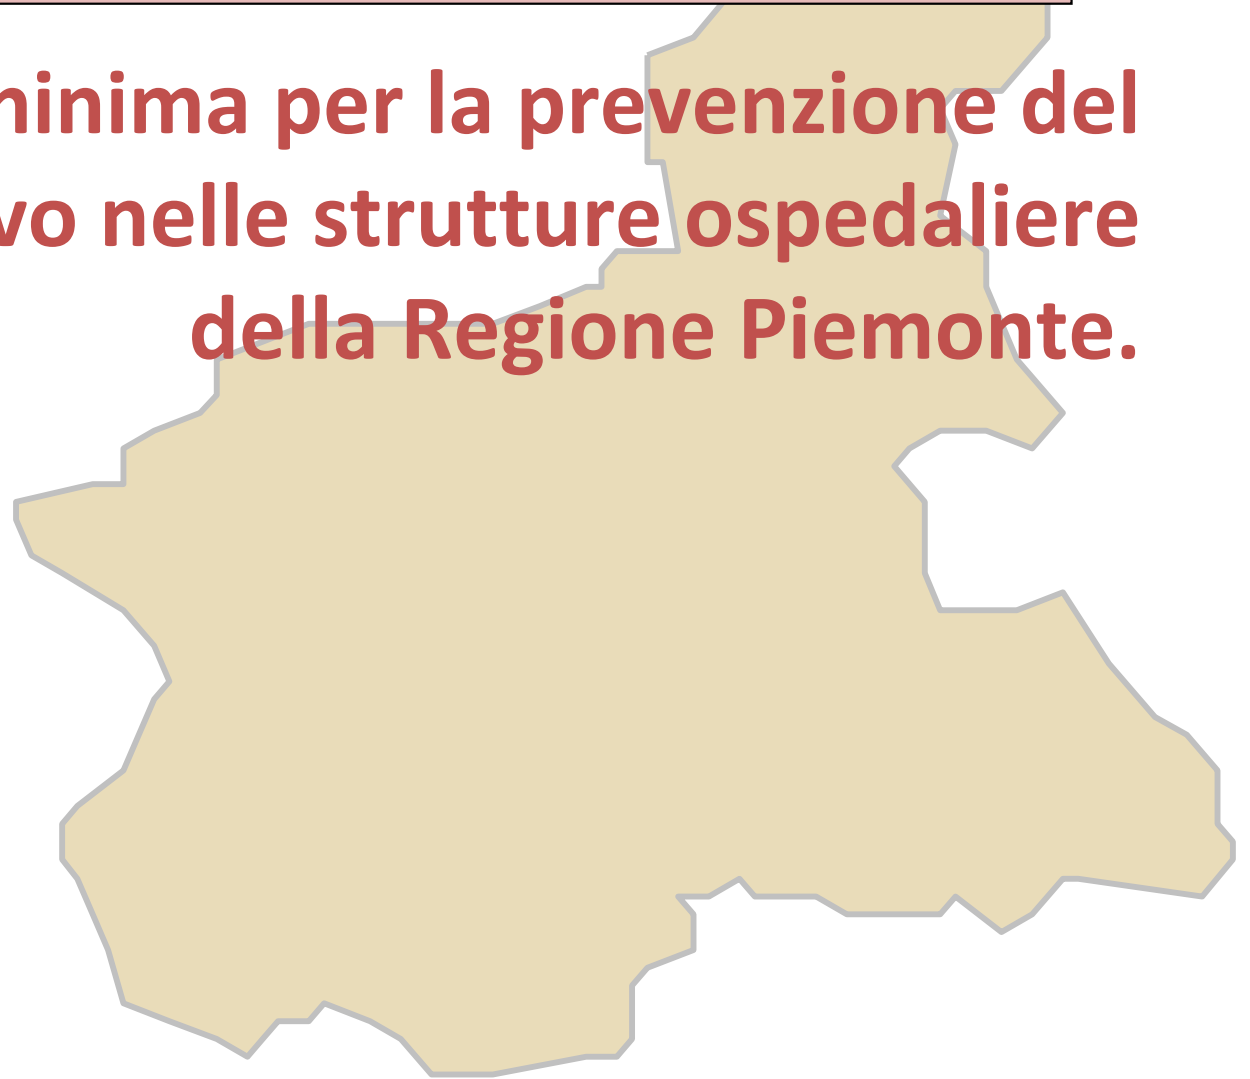 minima per la prevenzione del
vo nelle strutture ospedaliere
della Regione Piemonte.